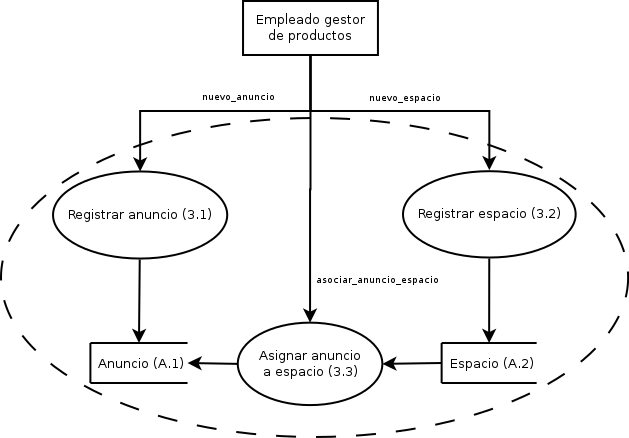 Empleado gestor
de productos
nuevo_anuncio
nuevo_espacio
Registrar anuncio (3.1)
Registrar espacio (3.2)
asociar_anuncio_espacio
Anuncio (A.1)
Asignar anuncio
a espacio (3.3)
Espacio (A.2)